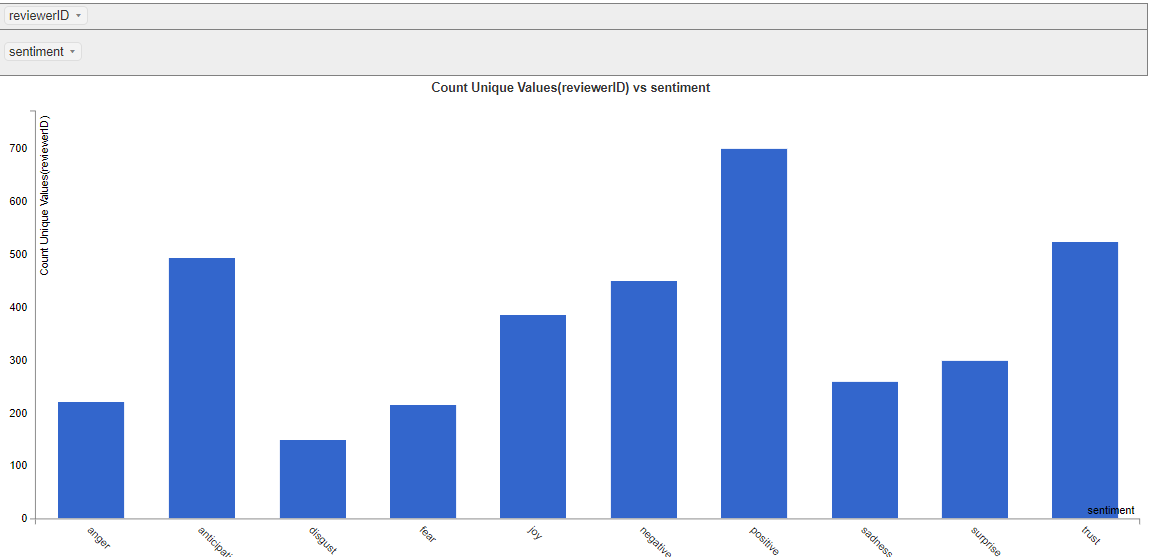 reviewerID
sentiment
Count Unique Values(reviewerID) vs sentiment
Count Unique Values(reviewerID)
700
600
500
400
300
200
100
0
sentiment
anger
anticipati
disgust
fear
joy
negative
positive
sadness
surprise
trust